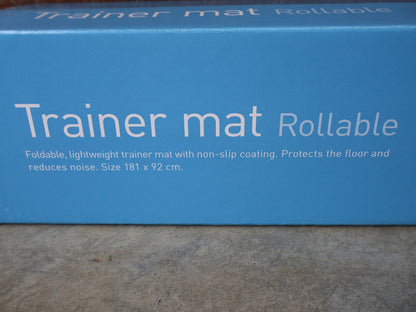 Trainer mat Rollable
Trainer mat Rollable
Foldable, lightweight trainer mat with non-slip coating. Protects the floor and
reduces noise. Size 181 x 92 cm.